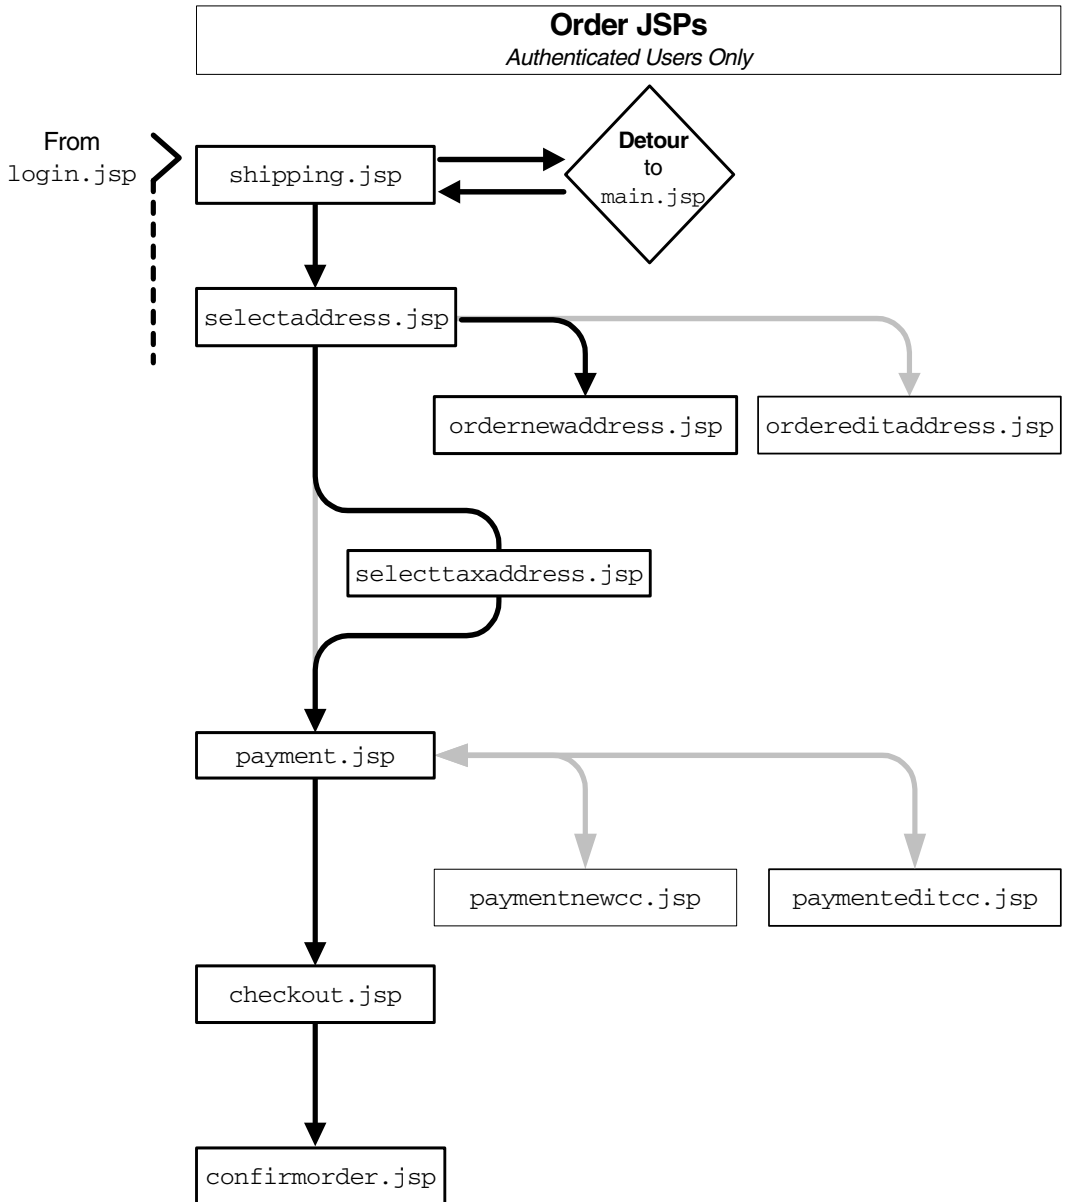 Order JSPs
Authenticated Users Only
From
login.jsp
shipping.jsp
Detour
to
main.jsp
selectaddress.jsp
ordernewaddress.jsp
ordereditaddress.jsp
selecttaxaddress.jsp
payment.jsp
paymentnewcc.jsp
paymenteditcc.jsp
checkout.jsp
confirmorder.jsp